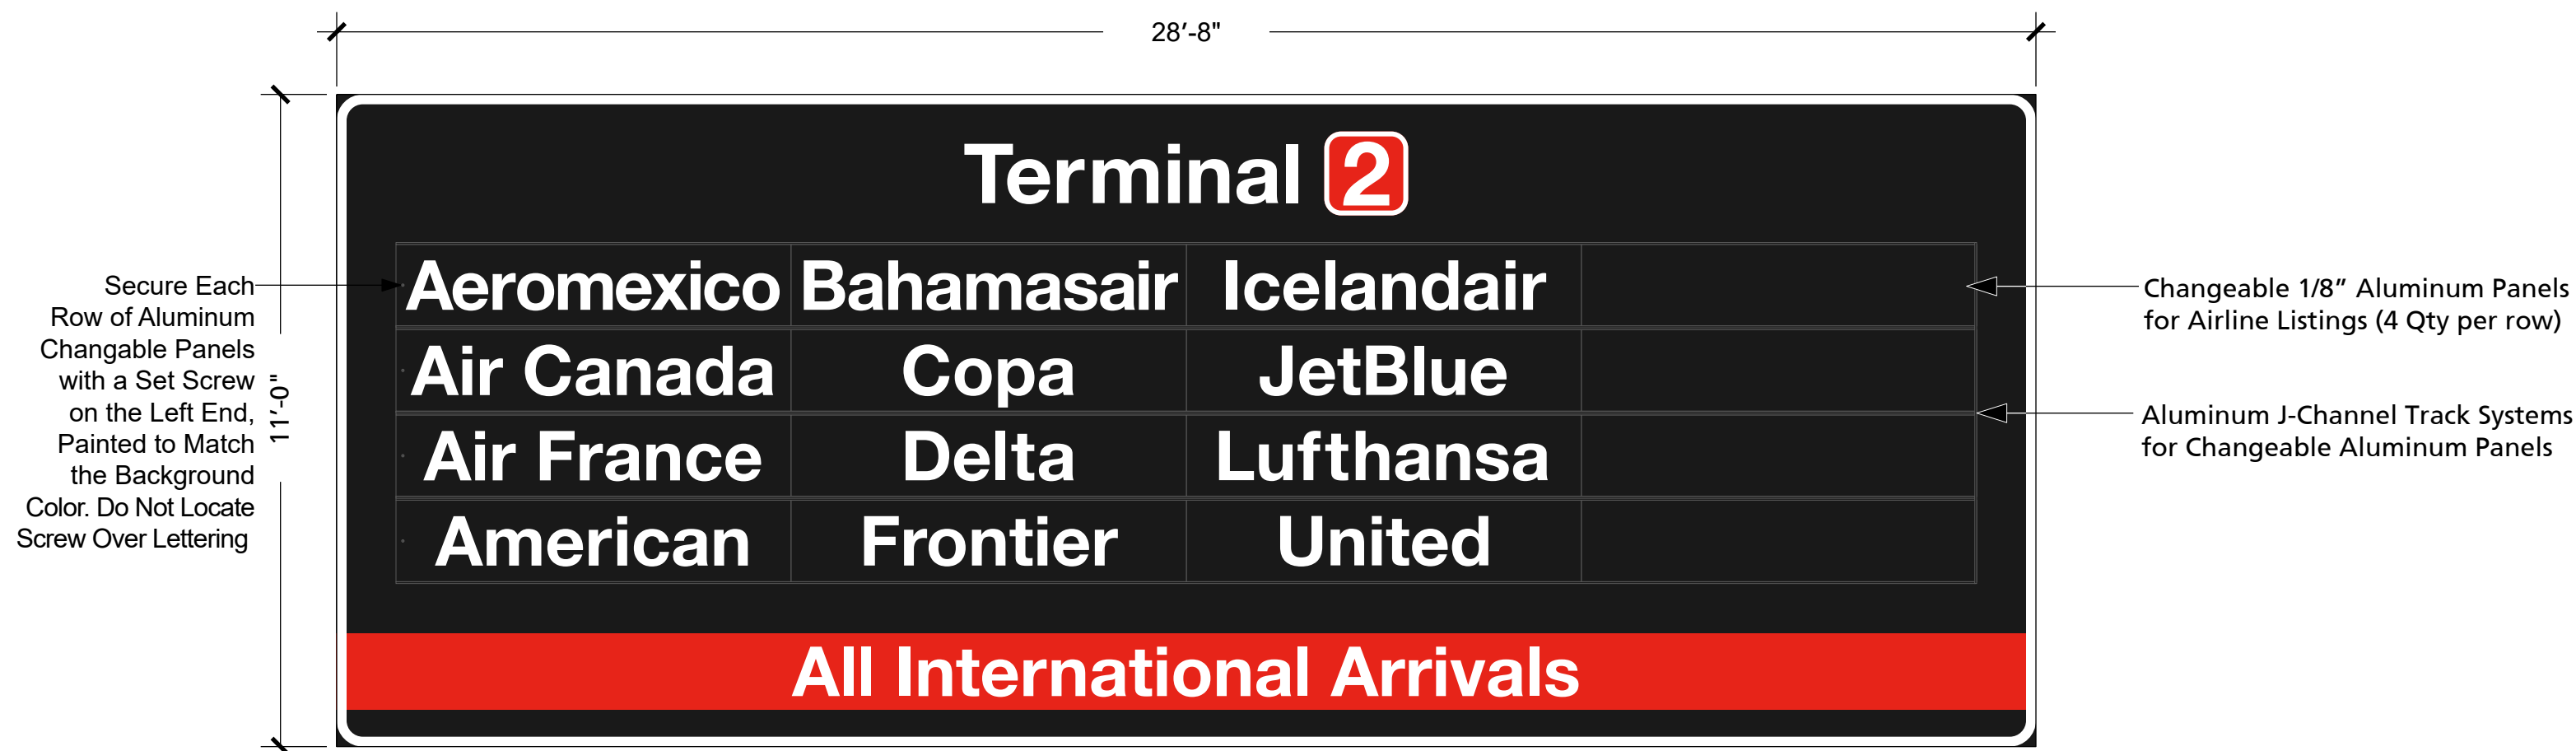 28′-8"
Terminal 2
Aeromexico Bahamasair Icelandair
Air Canada Copa JetBlue
Air France Delta Lufthansa
American Frontier United
All International Arrivals
11′-0"
Secure Each
Row of Aluminum
Changable Panels
with a Set Screw
on the Left End,
Painted to Match
the Background
Color. Do Not Locate
Screw Over Lettering
Changeable 1/8” Aluminum Panels
for Airline Listings (4 Qty per row)
Aluminum J-Channel Track Systems
for Changeable Aluminum Panels